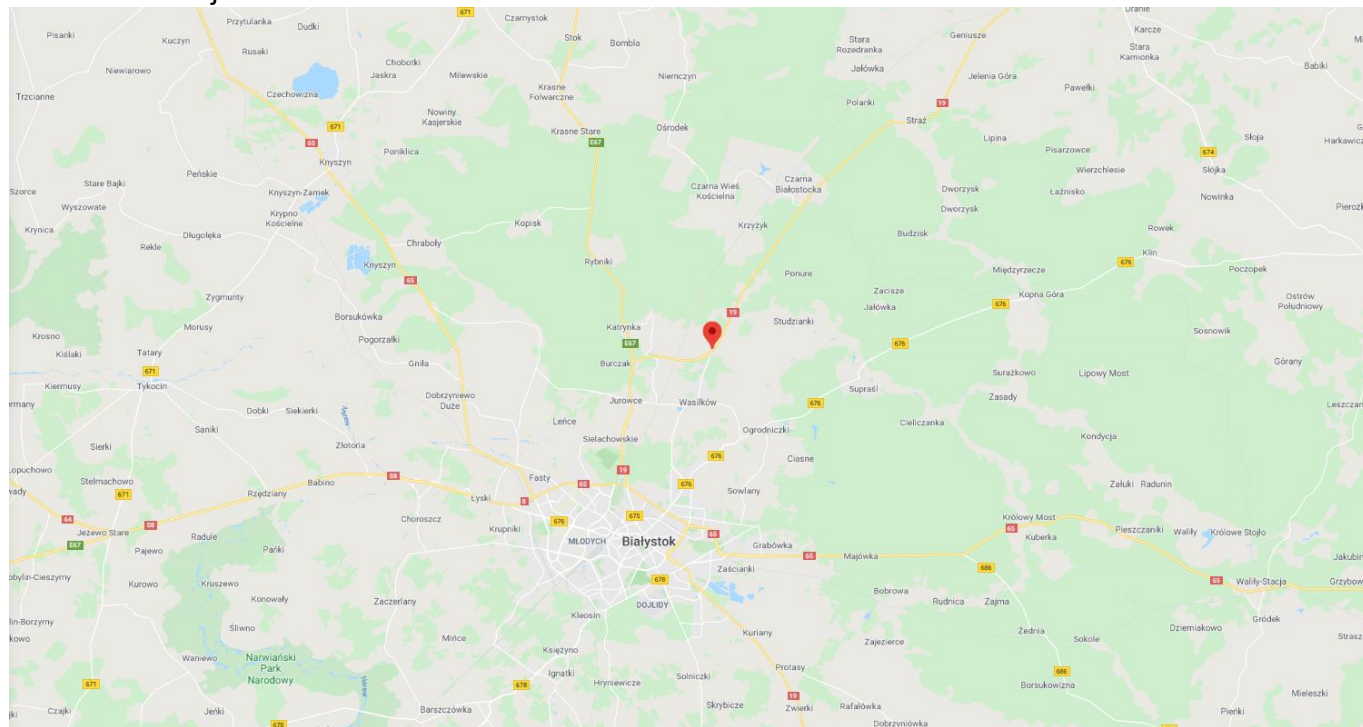 j
671
Czarnystok
Przytulanka
Dudki
Pisanki
Kuczyn
Stok
Bombla
Stara
Rozedranka
Geniusze
Karcze
Stara
Kamionka
Rusaki
Chobotki
Babiki
Niewiarowo
Jaskra
Milewskie
Niemczyn
Jałówka
Jelenia Góra
Trzcianne
Czechowizna
Krasne
Folwarczne
Pawełki
Nowiny
Kasjerskie
Polanki
19
671
Krasne Stare
Ośrodek
Straż
65
E67
Lipina
Słoja
Harkawicz
Poniklica
Pisarzowce
674
Knyszyn
Wierzchlesie
Słójka
Peńskie
Czarna
Białostocka
Szorce
Stare Bajki
Knyszyn-Zamek
Czarna Wieś
Kościelna
Dworzysk
Łaźnisko
Nowinka
Wyszowate
Krypno
Kościelne
Dworzysk
Krynica
Kopisk
Krzyżyk
Rowek
Długołęka
Budzisk
Rekle
Chraboły
Klin
Knyszyn
Rybniki
676
Poczopek
65
Ponure
Międzyrzecze
Zygmunty
Zacisze
Kopna Góra
Ostrów
Południowy
Borsukówka
19
Jałówka
676
Morusy
Katrynka
Studzianki
Sosnowik
Krosno
Pogorzałki
E67
676
Kiślaki
Tatary
Gniła
Burczak
Górany
671
Surażkowo
Lipowy Most
Kiermusy
Tykocin
Supraśl
Dobrzyniewo
Duże
Jurowce
Wasilków
676
Zasady
Dobki
Siekierki
Leńce
Cieliczanka
Saniki
Ogrodniczki
Kondycja
Sierki
Złotoria
Sielachowskie
676
Ciasne
Stelmachowo
Fasty
65
19
676
Babino
58
Załuki
Radunin
671
Rzędziany
Łyski
8
Sowlany
64
58
Choroszcz
Krupniki
676
675
Królowy Most
65
Pieszczaniki
Waliły
Królowe Stojło
Jeżewo Stare
Radule
MŁODYCH
Białystok
65
Kuberka
E67
Pajewo
Pańki
Grabówka
65
Majówka
686
Kurowo
Kruszewo
Zaścianki
65
Waliły-Stacja
678
Bobrowa
Konowały
Zaczerlany
DOJLIDY
Rudnica
Zajma
Kleosin
Gródek
Śliwno
Mińce
Kuriany
Żednia
Sokole
Dzierniakowo
Zajezierce
Waniewo
Narwiański
Park
Narodowy
Księżyno
Protasy
686
671
Ignatki
Solniczki
678
Hryniewicze
19
Borsukowizna
Mieleszki
Czajki
Jeńki
Barszczówka
Skrybicze
Zwierki
Rafałówka
Pieńki
678
Dobrzyniówka